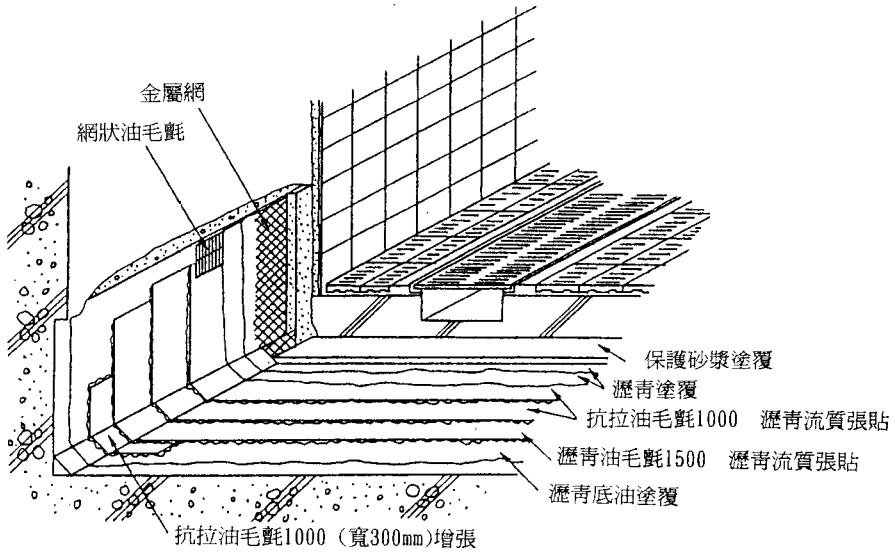 金屬網
網狀油毛氈
保護砂漿塗覆
瀝青塗覆
抗拉油毛氈1000 瀝青流質張貼
瀝青油毛氈1500 瀝青流質張貼
瀝青底油塗覆
抗拉油毛氈1000 (寬300mm)增張